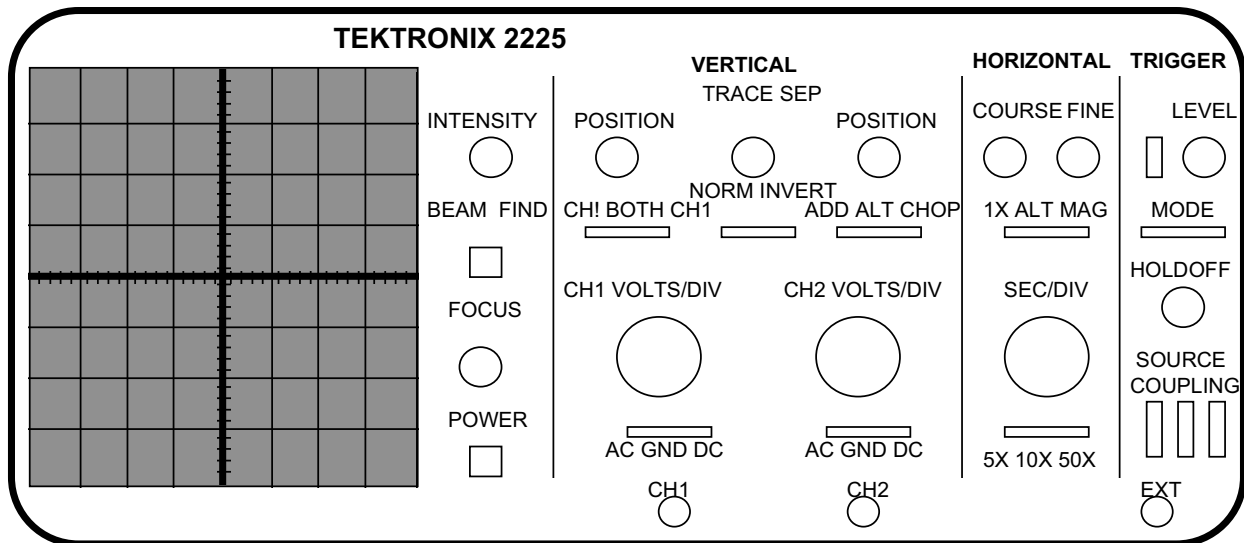 TEKTRONIX 2225
VERTICAL
HORIZONTAL
TRIGGER
TRACE SEP
INTENSITY
POSITION
POSITION
COURSE FINE
LEVEL
NORM INVERT
BEAM FIND
CH! BOTH CH1
ADD ALT CHOP
1X ALT MAG
MODE
HOLDOFF
CH1 VOLTS/DIV
CH2 VOLTS/DIV
SEC/DIV
FOCUS
SOURCE
COUPLING
POWER
AC GND DC
AC GND DC
5X 10X 50X
CH1
CH2
EXT